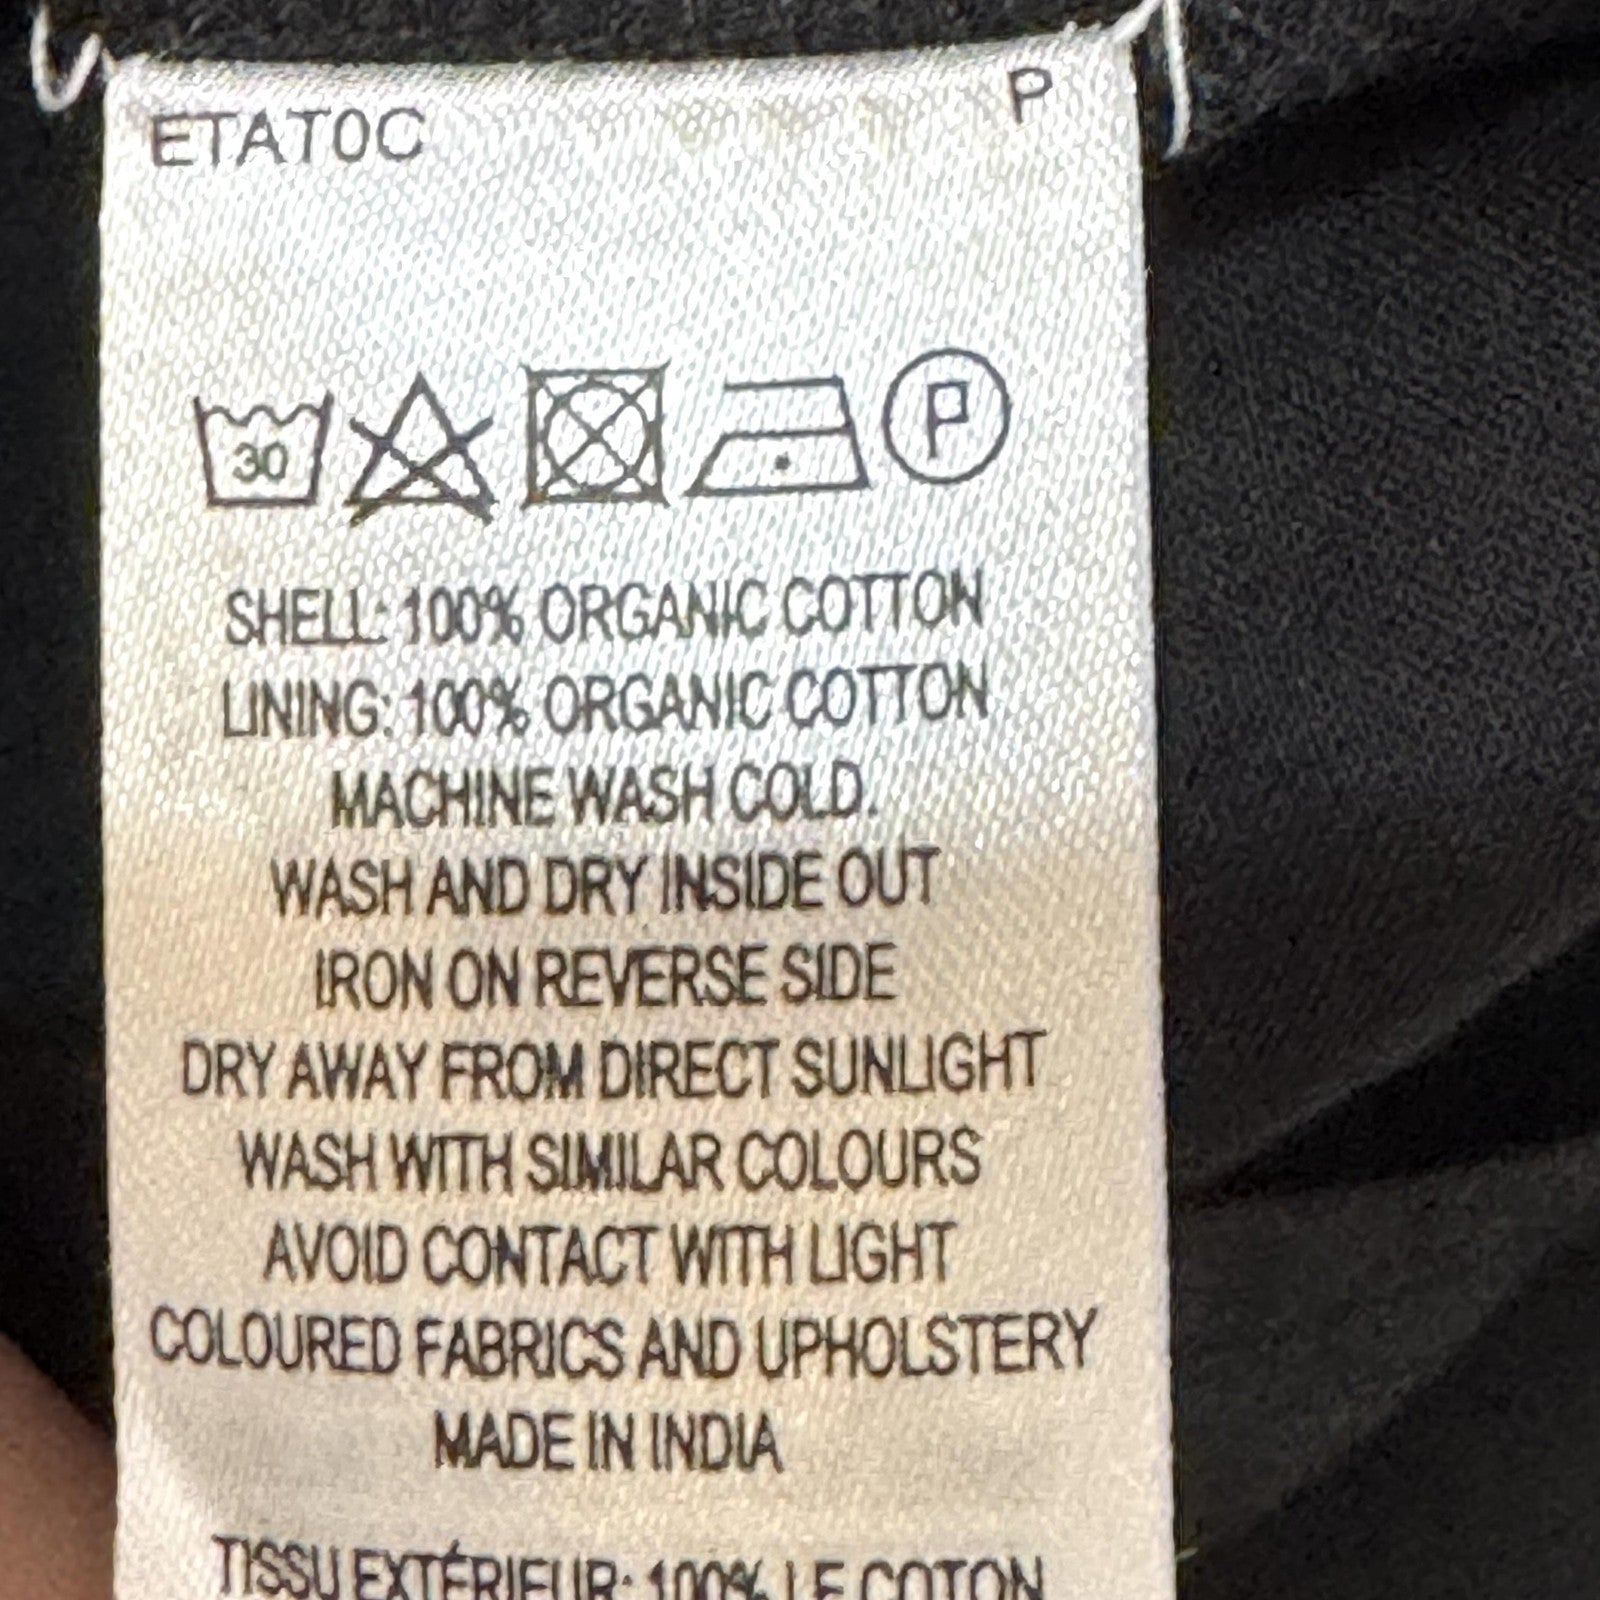 P
ETAT0C
30
P
SHELL: 100% ORGANIC COTTON
LINING: 100% ORGANIC COTTON
MACHINE WASH COLD.
WASH AND DRY INSIDE OUT
IRON ON REVERSE SIDE
DRY AWAY FROM DIRECT SUNLIGHT
WASH WITH SIMILAR COLOURS
AVOID CONTACT WITH LIGHT
COLOURED FABRICS AND UPHOLSTERY
MADE IN INDIA
TISSU EXTÉRIEUR: 100% LE COTON